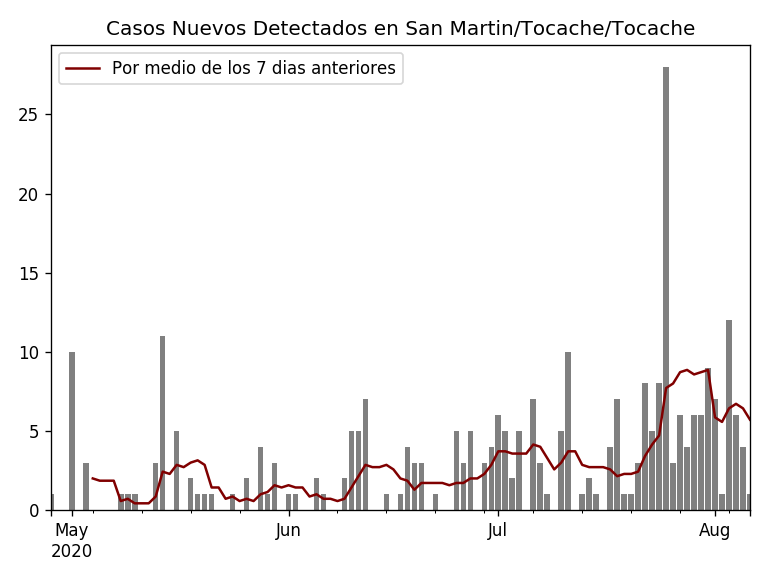 Casos Nuevos Detectados en San Martin/Tocache/Tocache
Por medio de los 7 dias anteriores
25
20
15
10
5
0
May Jun Jul Aug
2020